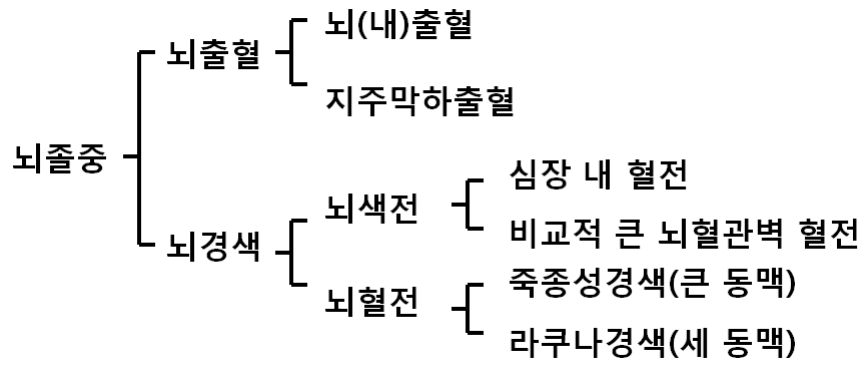 뇌졸중
뇌출혈
뇌(내)출혈
지주막하출혈
뇌경색
뇌색전
심장 내 혈전
비교적 큰 뇌혈관벽 혈전
뇌혈전
죽종성경색(큰 동맥)
라쿠나경색(세 동맥)